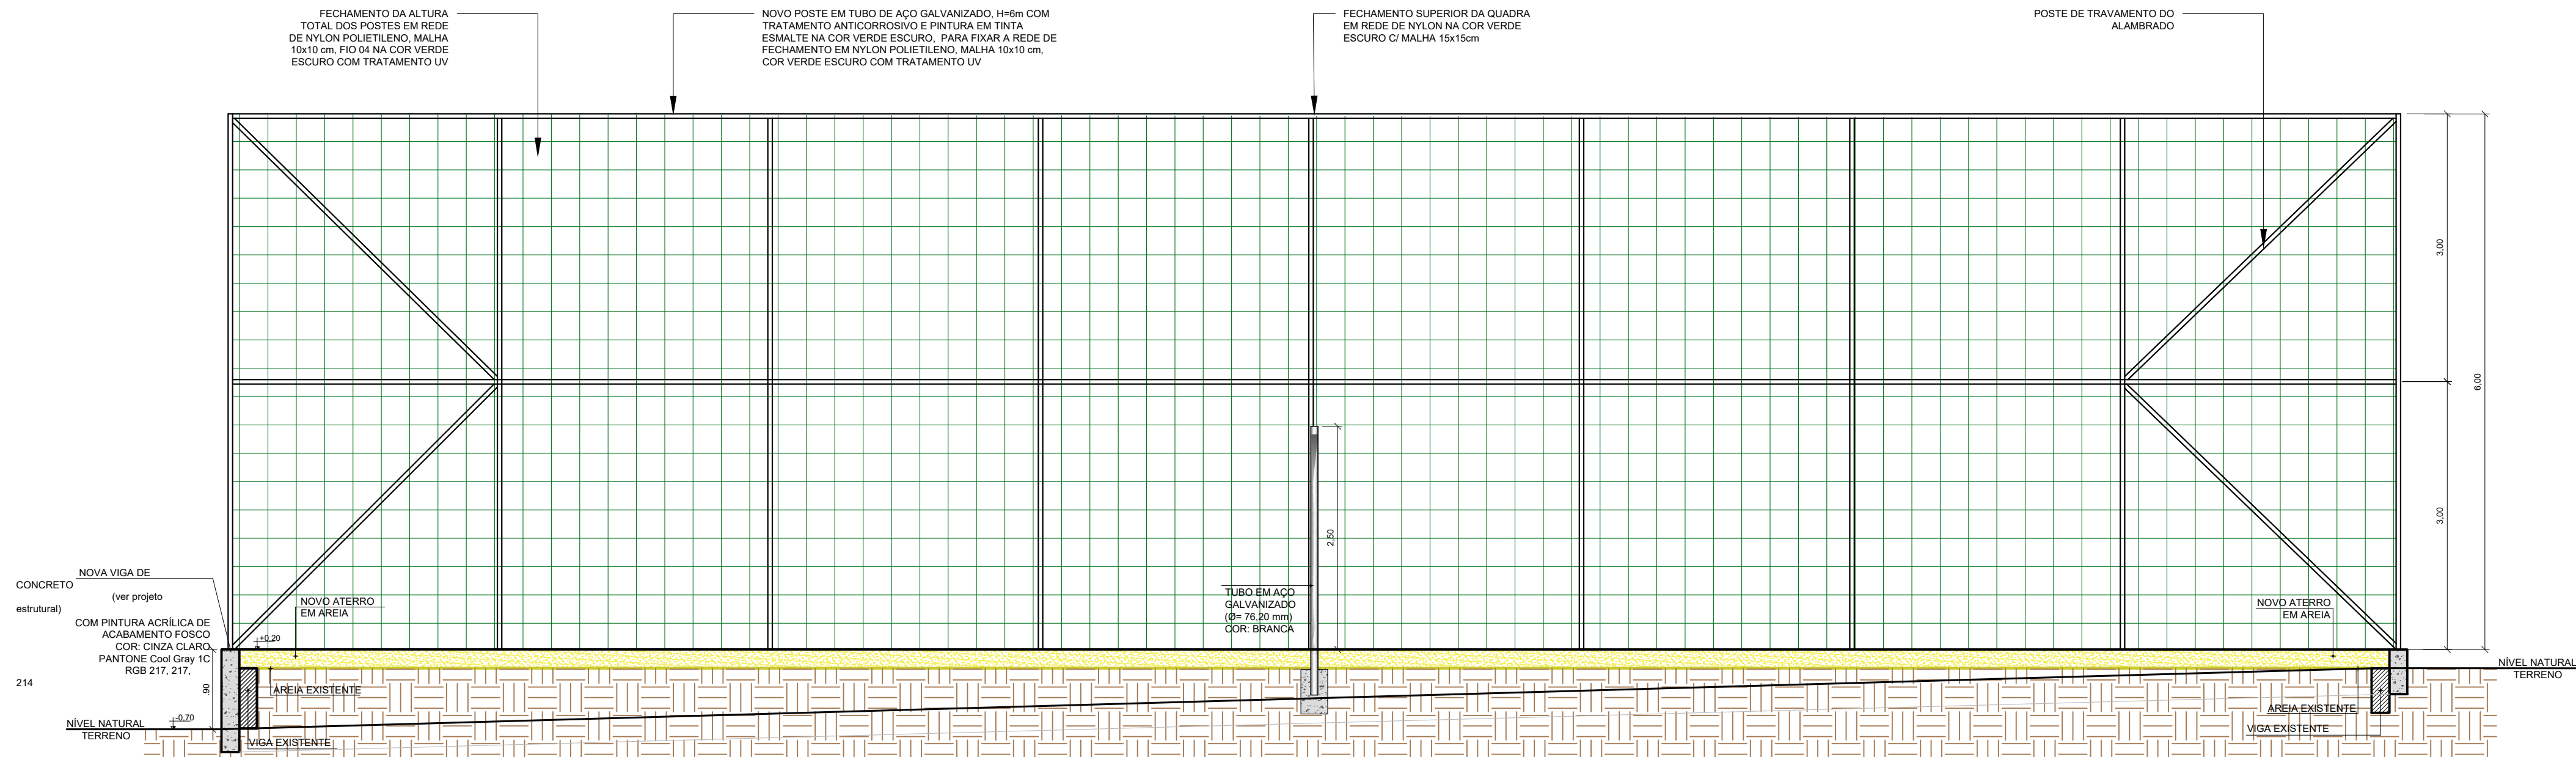 FECHAMENTO DA ALTURA
TOTAL DOS POSTES EM REDE
DE NYLON POLIETILENO, MALHA
10x10 cm, FIO 04 NA COR VERDE
ESCURO COM TRATAMENTO UV
NOVO POSTE EM TUBO DE AÇO GALVANIZADO, H=6m COM
TRATAMENTO ANTICORROSIVO E PINTURA EM TINTA
ESMALTE NA COR VERDE ESCURO, PARA FIXAR A REDE DE
FECHAMENTO EM NYLON POLIETILENO, MALHA 10x10 cm,
COR VERDE ESCURO COM TRATAMENTO UV
FECHAMENTO SUPERIOR DA QUADRA
EM REDE DE NYLON NA COR VERDE
ESCURO C/ MALHA 15x15cm
POSTE DE TRAVAMENTO DO
ALAMBRADO
3,00
6,00
3,00
2,50
NOVA VIGA DE
CONCRETO
(ver projeto
estrutural)
COM PINTURA ACRÍLICA DE
ACABAMENTO FOSCO
COR: CINZA CLARO
PANTONE Cool Gray 1C
RGB 217, 217,
214
NOVO ATERRO
EM AREIA
+0,20
TUBO EM AÇO
GALVANIZADO
(Ø= 76,20 mm)
COR: BRANCA
NOVO ATERRO
EM AREIA
,90
AREIA EXISTENTE
-0,70
NÍVEL NATURAL
TERRENO
VIGA EXISTENTE
NÍVEL NATURAL
TERRENO
AREIA EXISTENTE
VIGA EXISTENTE